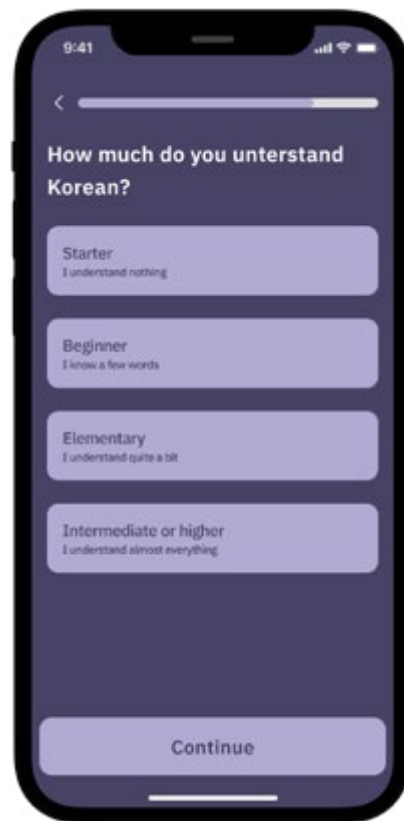 9:41
How much do you unterstand
Korean?
Starter
I understand nothing
Beginner
I know a few words
Elementary
I understand quite a bit
Intermediate or higher
I understand almost everything
Continue